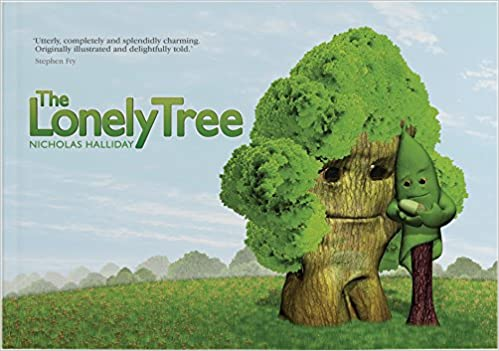 ‘Utterly, completely and splendidly charming.
Originally illustrated and delightfully told.’
Stephen Fry
The
LonelyTree
NICHOLAS HALLIDAY